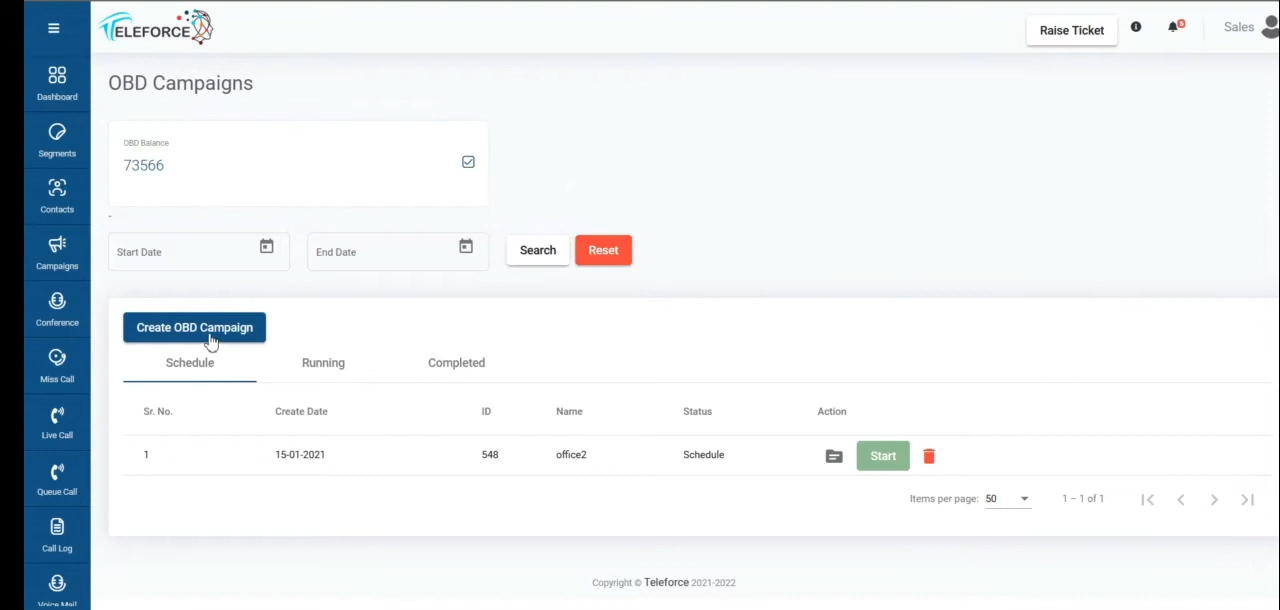 TELEFORCE
Raise Ticket
Sales
Dashboard
Segments
Contacts
Campaigns
Conference
Miss Call
Live Call
Queue Call
Call Log
Voice Mail
OBD Campaigns
OBD Balance
73566
-
Start Date
End Date
Search
Reset
Create OBD Campaign
Schedule Running Completed
Sr. No. Create Date ID Name Status Action
1 15-01-2021 548 office2 Schedule Start
Items per page: 50 1 – 1 of 1
Copyright © Teleforce 2021-2022